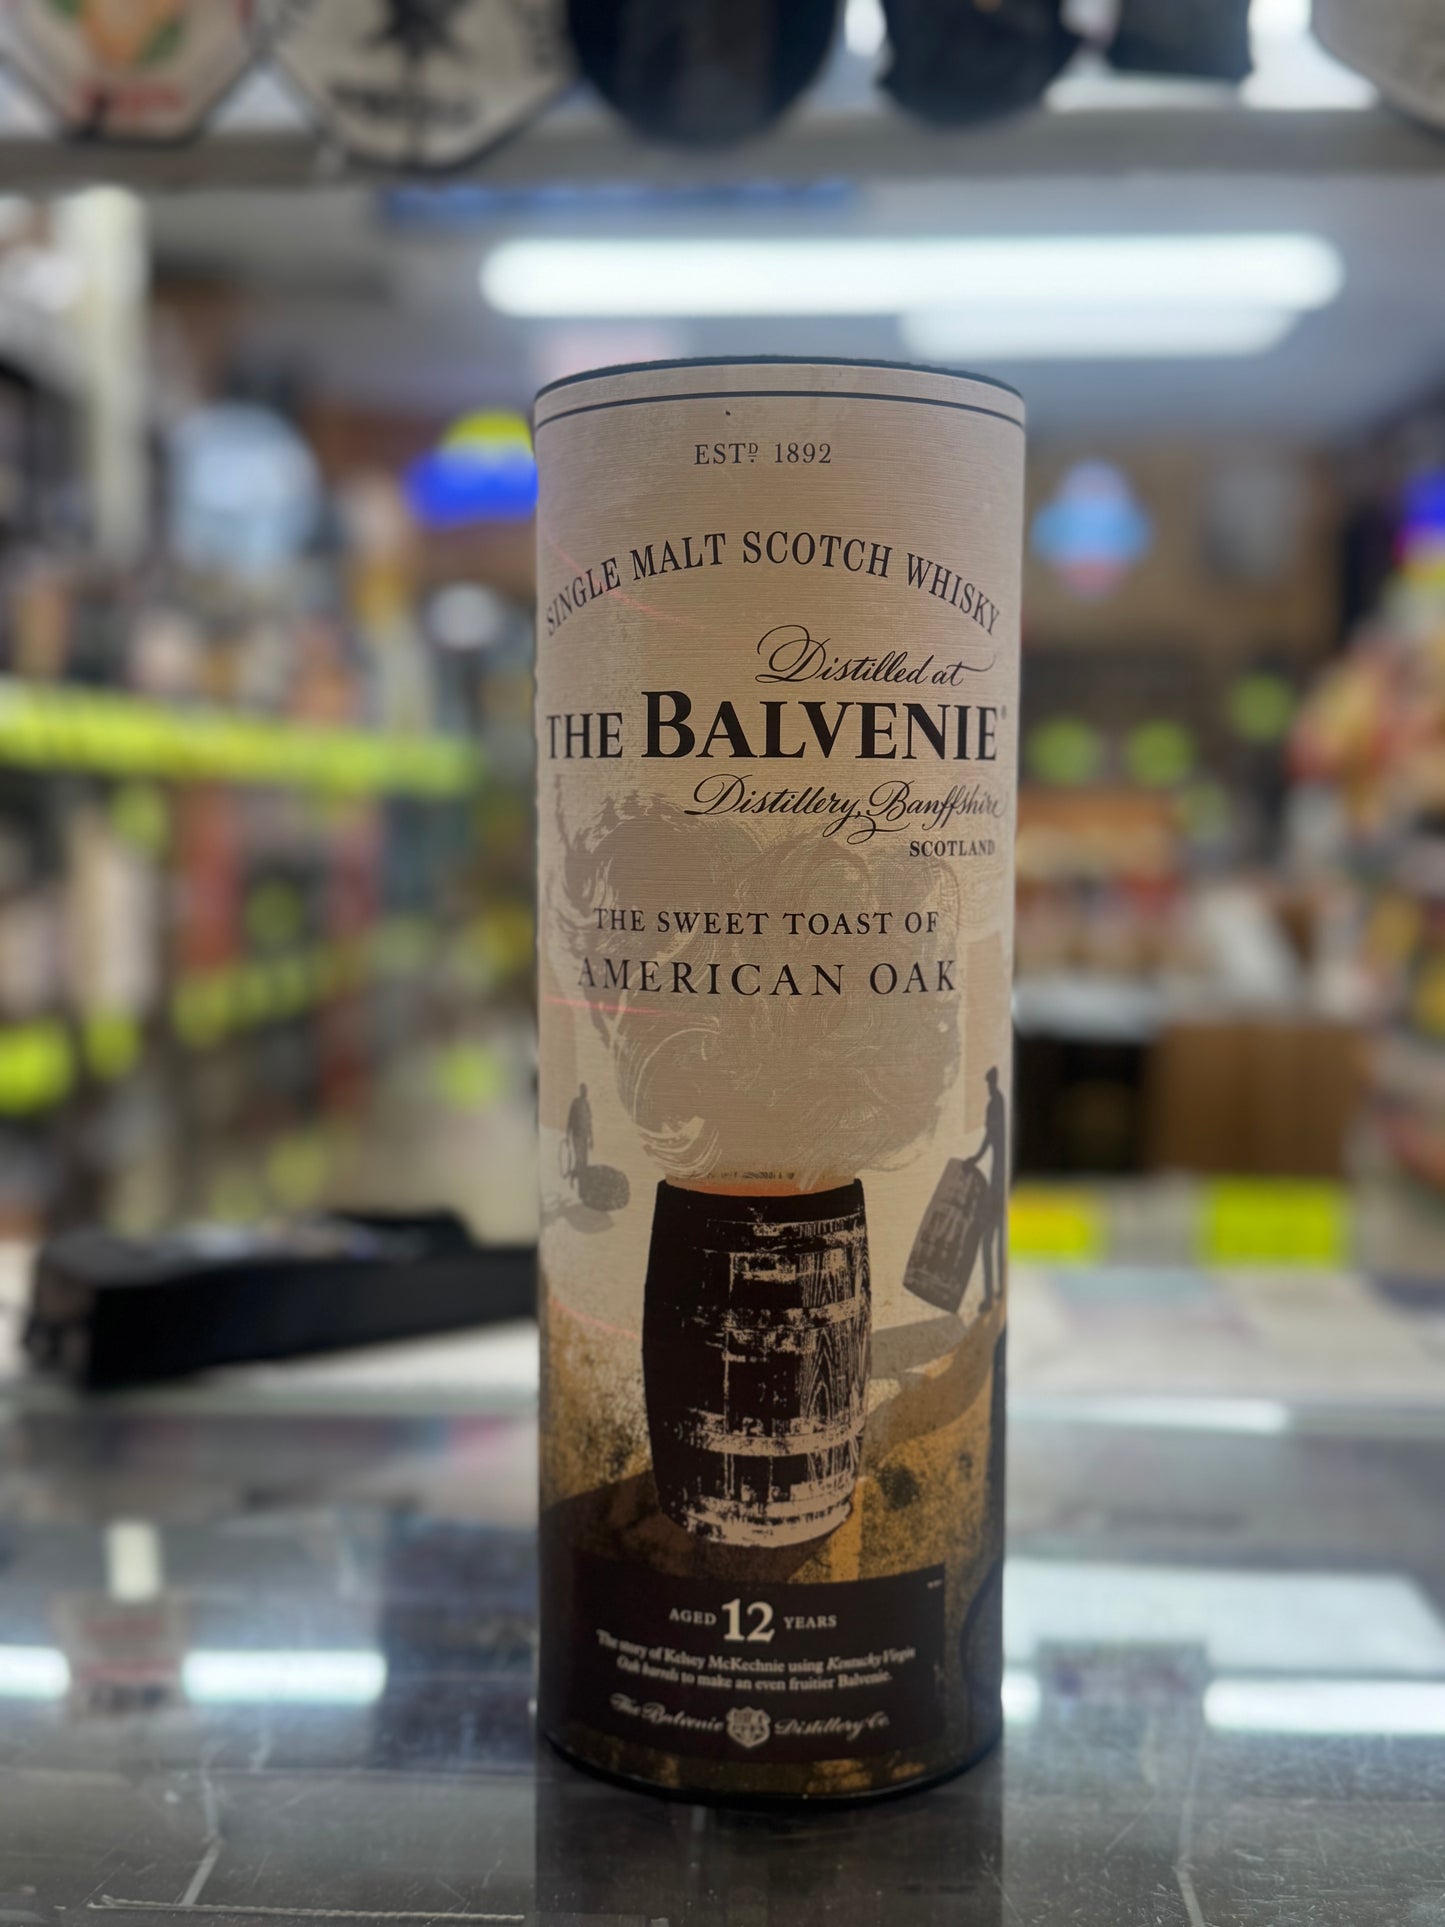 ESTD 1892
SINGLE MALT SCOTCH WHISKY
Distilled at
THE BALVENIE®
Distillery, Banffshire
SCOTLAND
THE SWEET TOAST OF
AMERICAN OAK
AGED 12 YEARS
The story of Kelsey McKechnie using Kentucky Virgin
Oak barrels to make an even fruitier Balvenie.
The Balvenie Distillery Co.